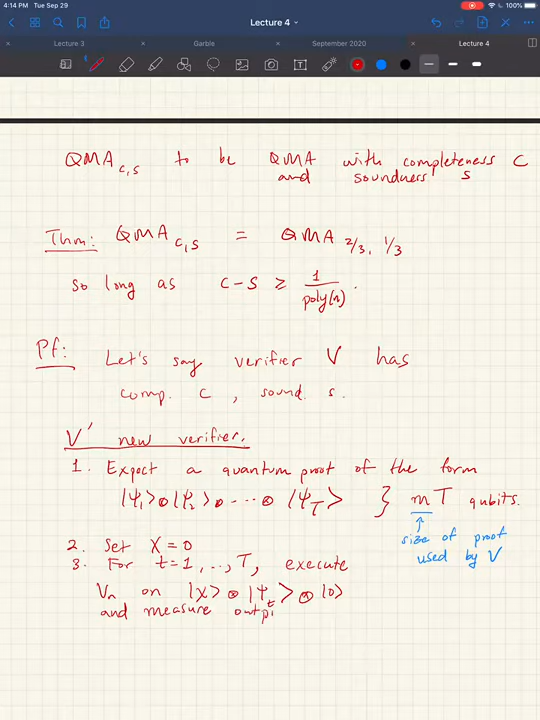 4:14 PM Tue Sep 29
100%
Lecture 4
Lecture 3
Garble
September 2020
Lecture 4
QMA c,s to be QMA with completeness c
and soundness s
Thm: QMA c,s = QMA 2/3, 1/3
so long as c-s ≥ 1/poly(n).
Pf: Let's say verifier V has
comp. c, sound. s.
V' new verifier.
1. Expect a quantum proof of the form
|ψ1> ⊗ |ψ2> ⊗ ... ⊗ |ψT> } mT qubits.
size of proof
used by V
2. Set X=0
3. For t=1, ..., T, execute
Vn on |x> ⊗ |ψt> ⊗ |0>
and measure outpt